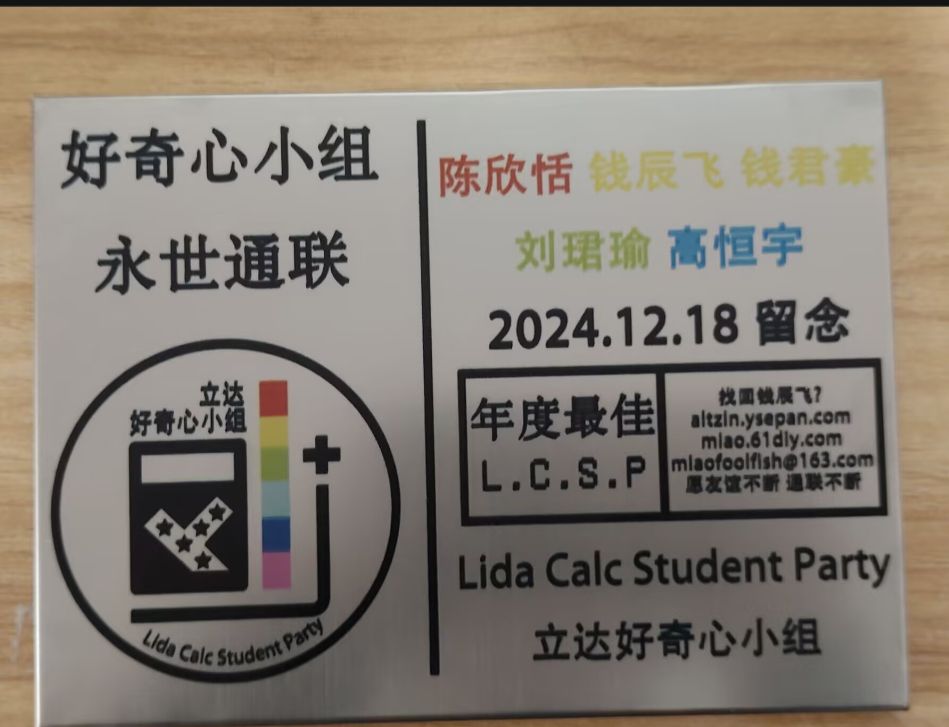 好奇心小组
永世通联
立达
好奇心小组
Lida Calc Student Party
陈欣恬 钱辰飞 钱君豪
刘珺瑜 高恒宇
2024.12.18 留念
年度最佳
L.C.S.P
找回钱辰飞?
altzin.ysepan.com
miao.61diy.com
miaofoolfish@163.com
愿友谊不断 通联不断
Lida Calc Student Party
立达好奇心小组